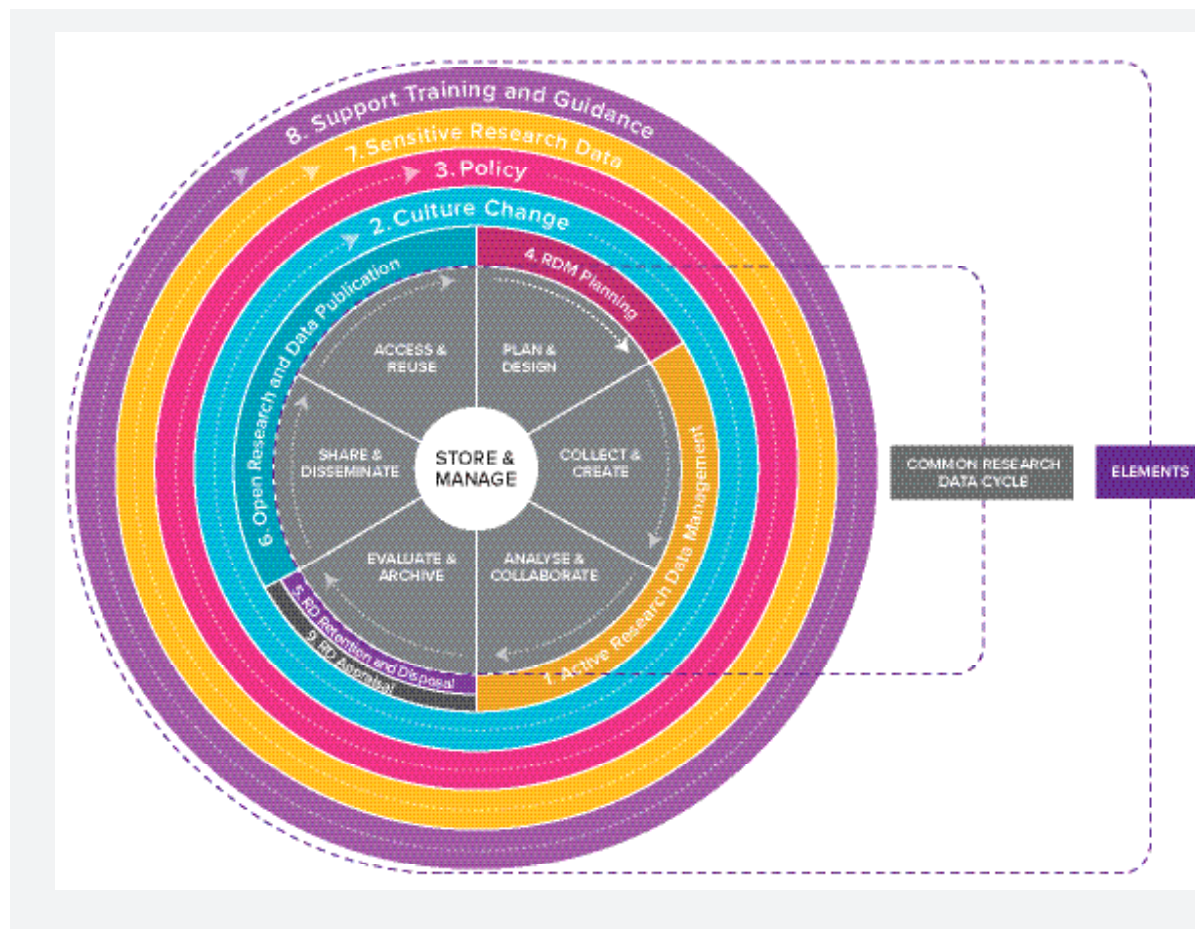 8. Support Training and Guidance
7. Sensitive Research Data
3. Policy
2. Culture Change
4. RDM Planning
6. Open Research and Data Publication
ACCESS &
REUSE
PLAN &
DESIGN
SHARE &
DISSEMINATE
STORE &
MANAGE
COLLECT &
CREATE
COMMON RESEARCH
DATA CYCLE
ELEMENTS
EVALUATE &
ARCHIVE
ANALYSE &
COLLABORATE
1. Active Research Data Management
5. RD Retention and Disposal
9. RD Appraisal